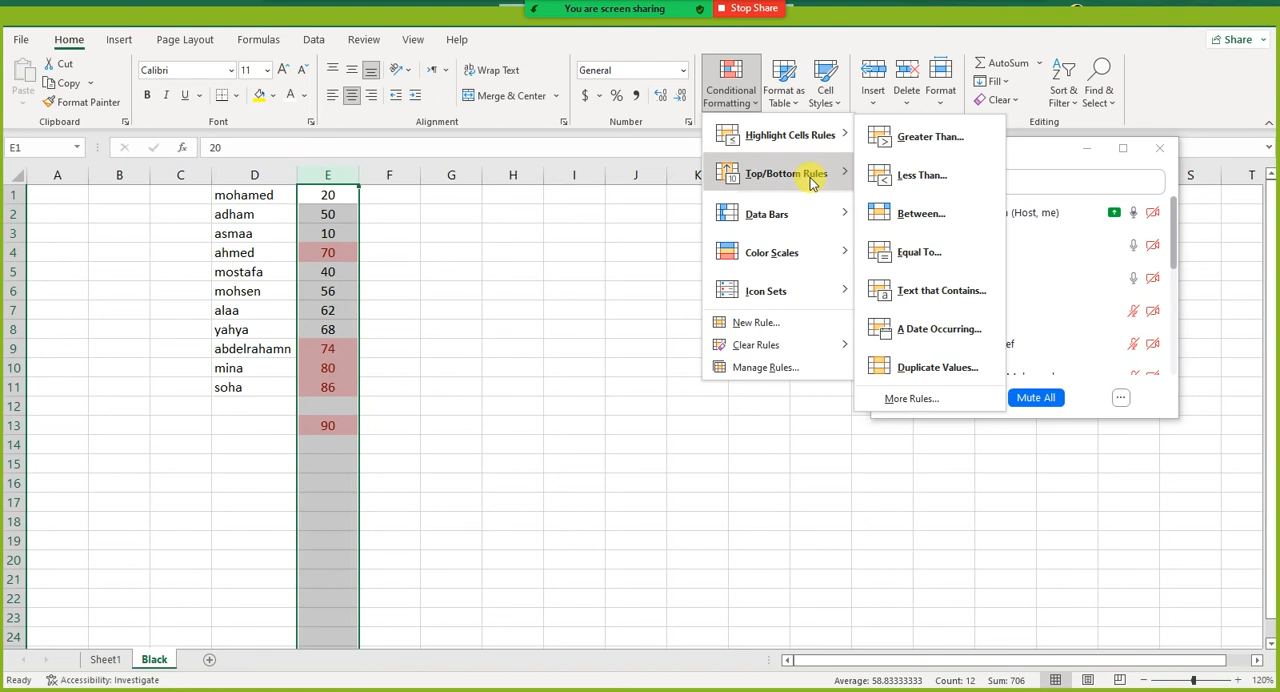 You are screen sharing
Stop Share
File Home Insert Page Layout Formulas Data Review View Help
Share
Paste
Cut
Copy
Format Painter
Clipboard
Calibri 11 A A
B I U A
Font
Wrap Text
Merge & Center
Alignment
General
$ % 9
Number
Conditional Formatting
Format as Table
Cell Styles
Insert
Delete
Format
AutoSum
Fill
Clear
Sort & Filter
Find & Select
Editing
E1
20
A B C D E F G H I J K S T
1 mohamed 20
2 adham 50
3 asmaa 10
4 ahmed 70
5 mostafa 40
6 mohsen 56
7 alaa 62
8 yahya 68
9 abdelrahamn 74
10 mina 80
11 soha 86
12
13 90
14
15
16
17
18
19
20
21
22
23
24
Highlight Cells Rules
Top/Bottom Rules
Data Bars
Color Scales
Icon Sets
New Rule...
Clear Rules
Manage Rules...
Greater Than...
Less Than...
Between...
Equal To...
Text that Contains...
A Date Occurring...
Duplicate Values...
More Rules...
(Host, me)
Mute All
...
Sheet1 Black
Ready
Accessibility: Investigate
Average: 58.83333333 Count: 12 Sum: 706
120%